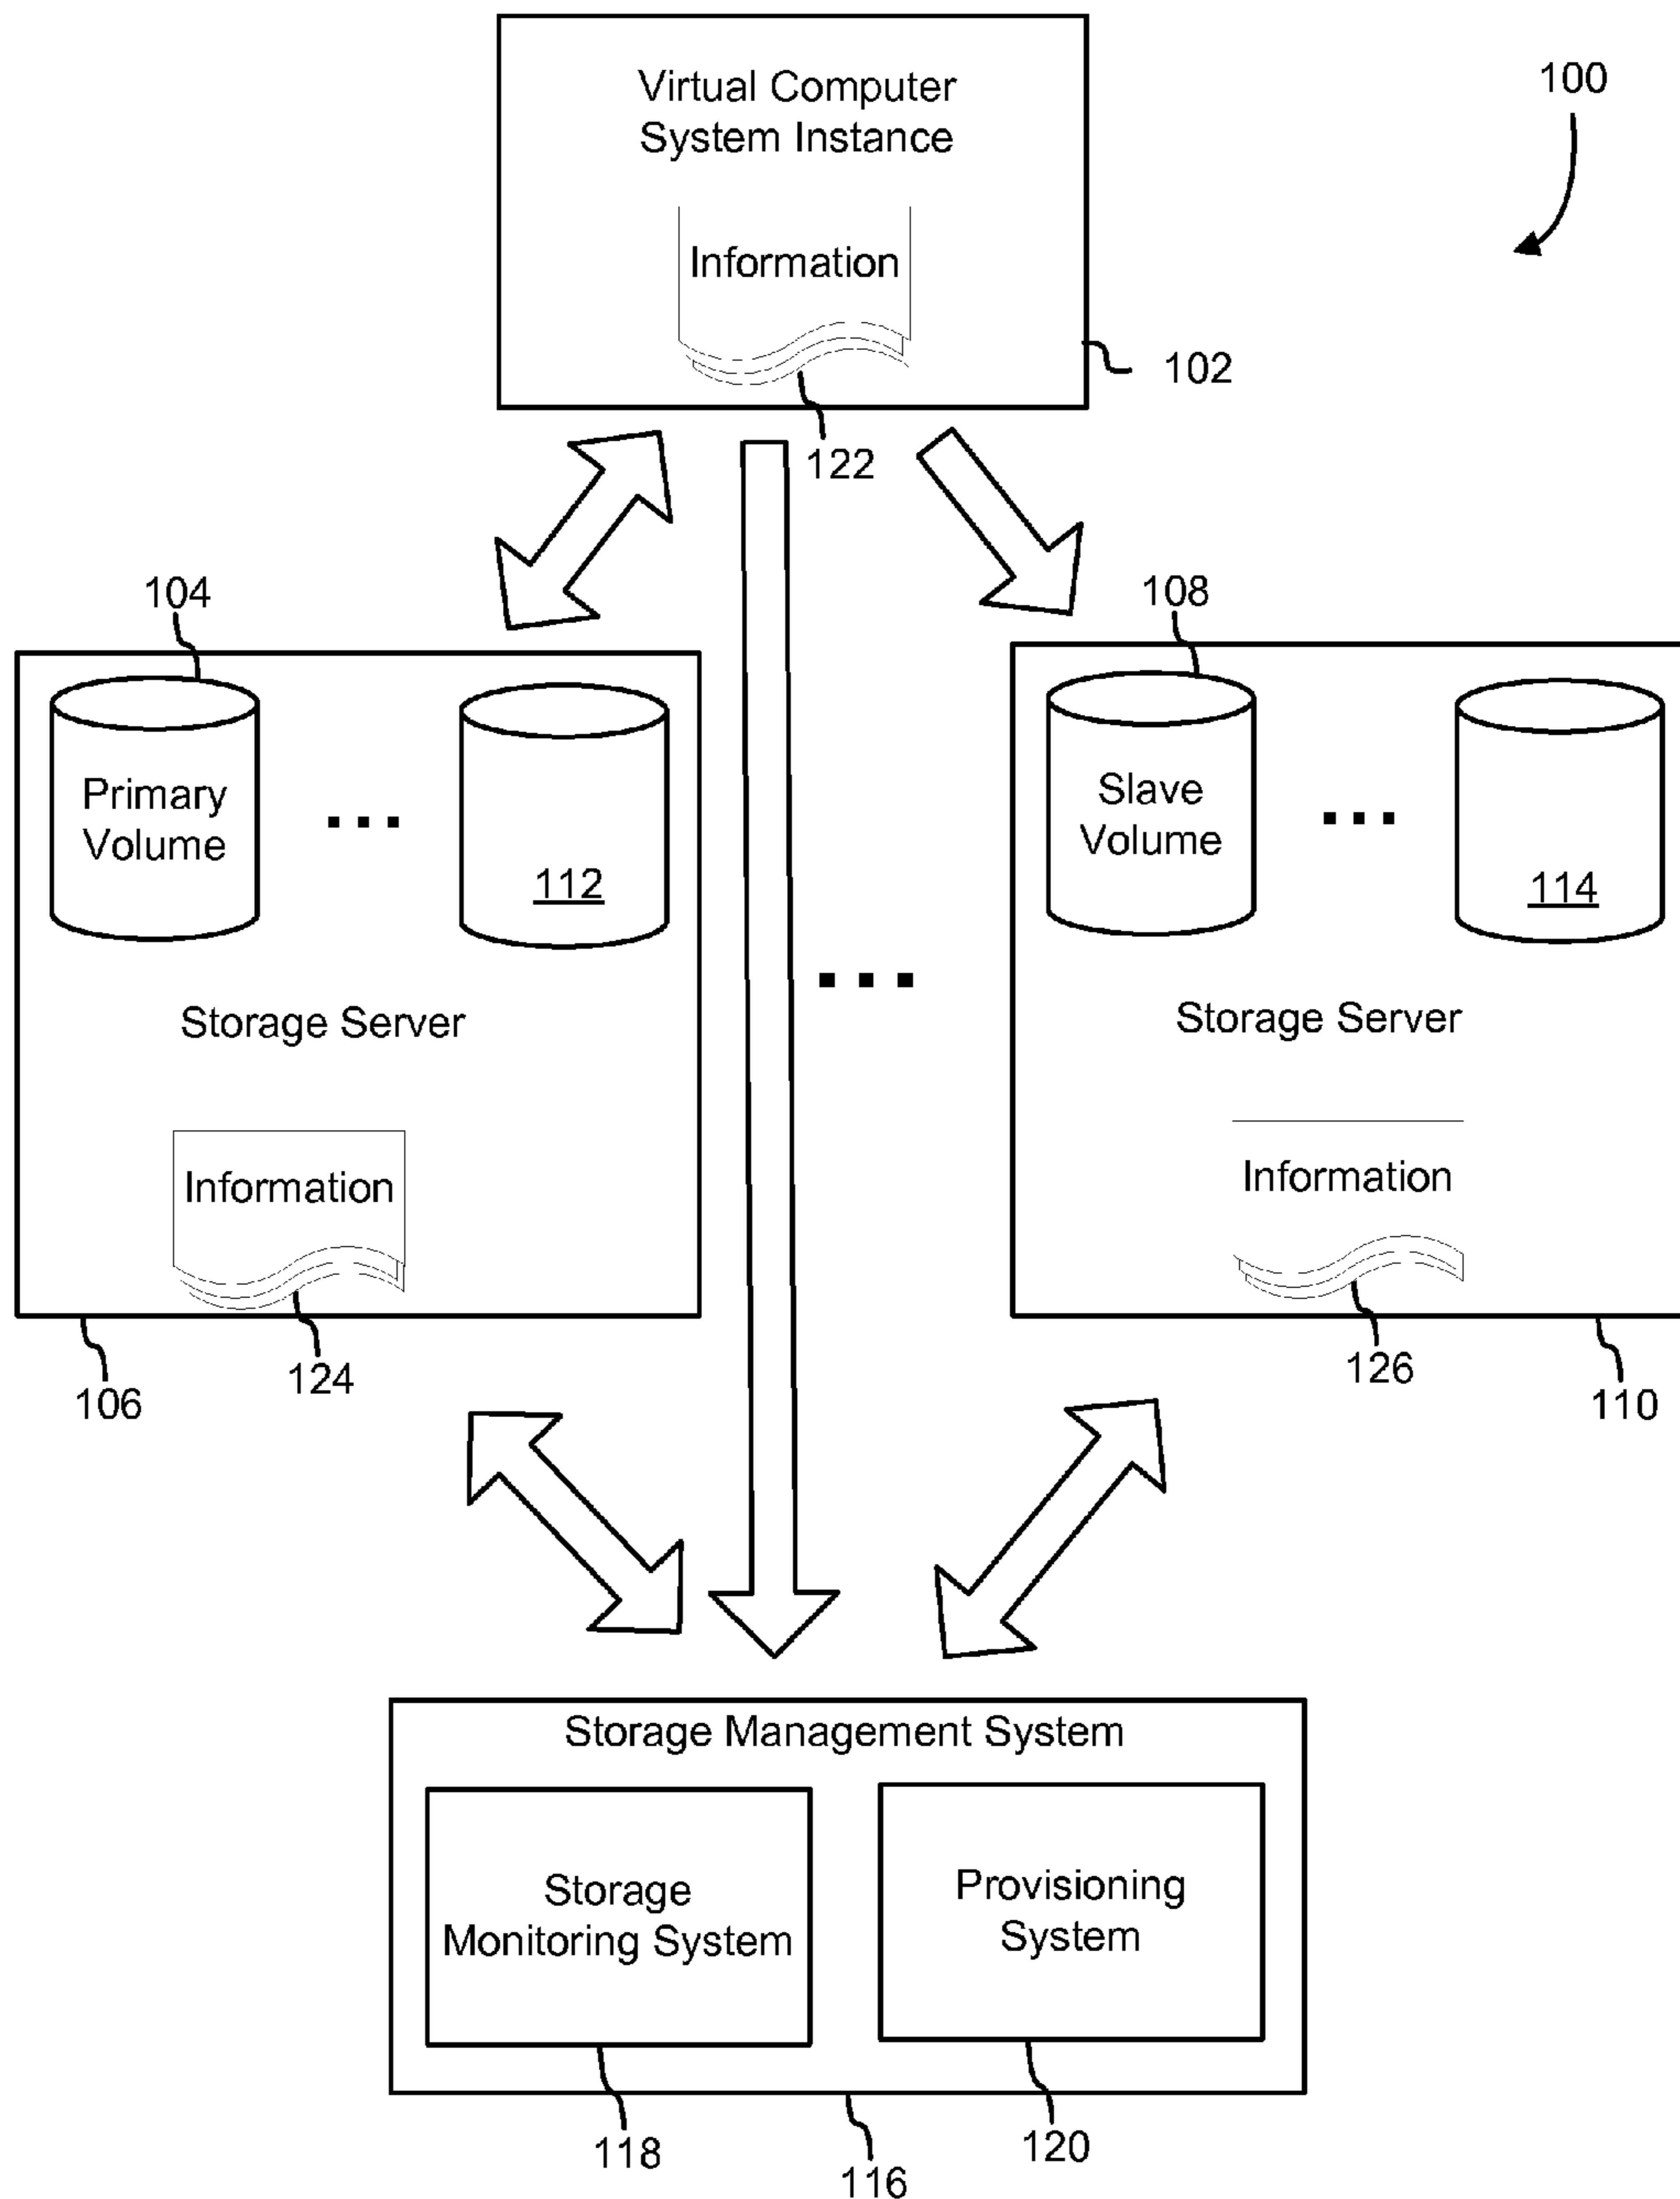 Virtual Computer
System Instance
100
Information
102
122
104
108
Primary
Volume
...
112
Slave
Volume
...
114
...
Storage Server
Storage Server
Information
Information
124
126
106
110
Storage Management System
Storage
Monitoring System
Provisioning
System
118
120
116